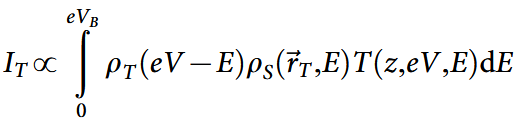 I_T ∝ ∫_0^{eV_B} ρ_T(eV − E)ρ_S(r⃗_T,E)T(z,eV,E)dE